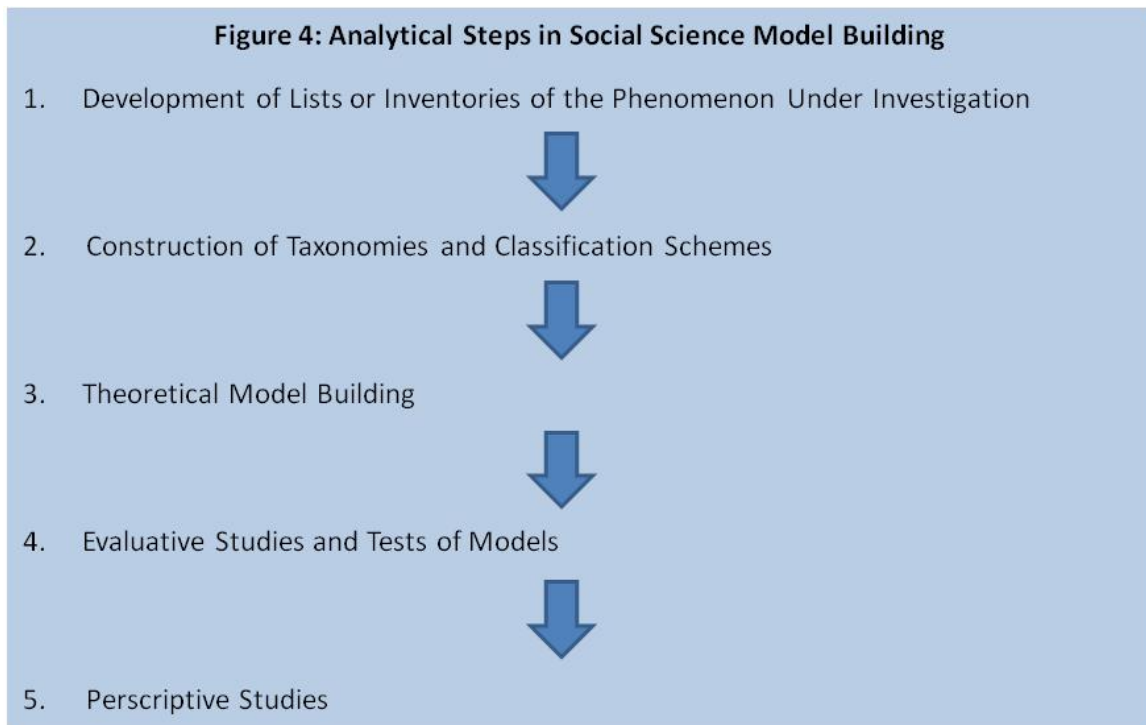 Figure 4: Analytical Steps in Social Science Model Building
1. Development of Lists or Inventories of the Phenomenon Under Investigation
2. Construction of Taxonomies and Classification Schemes
3. Theoretical Model Building
4. Evaluative Studies and Tests of Models
5. Perscriptive Studies